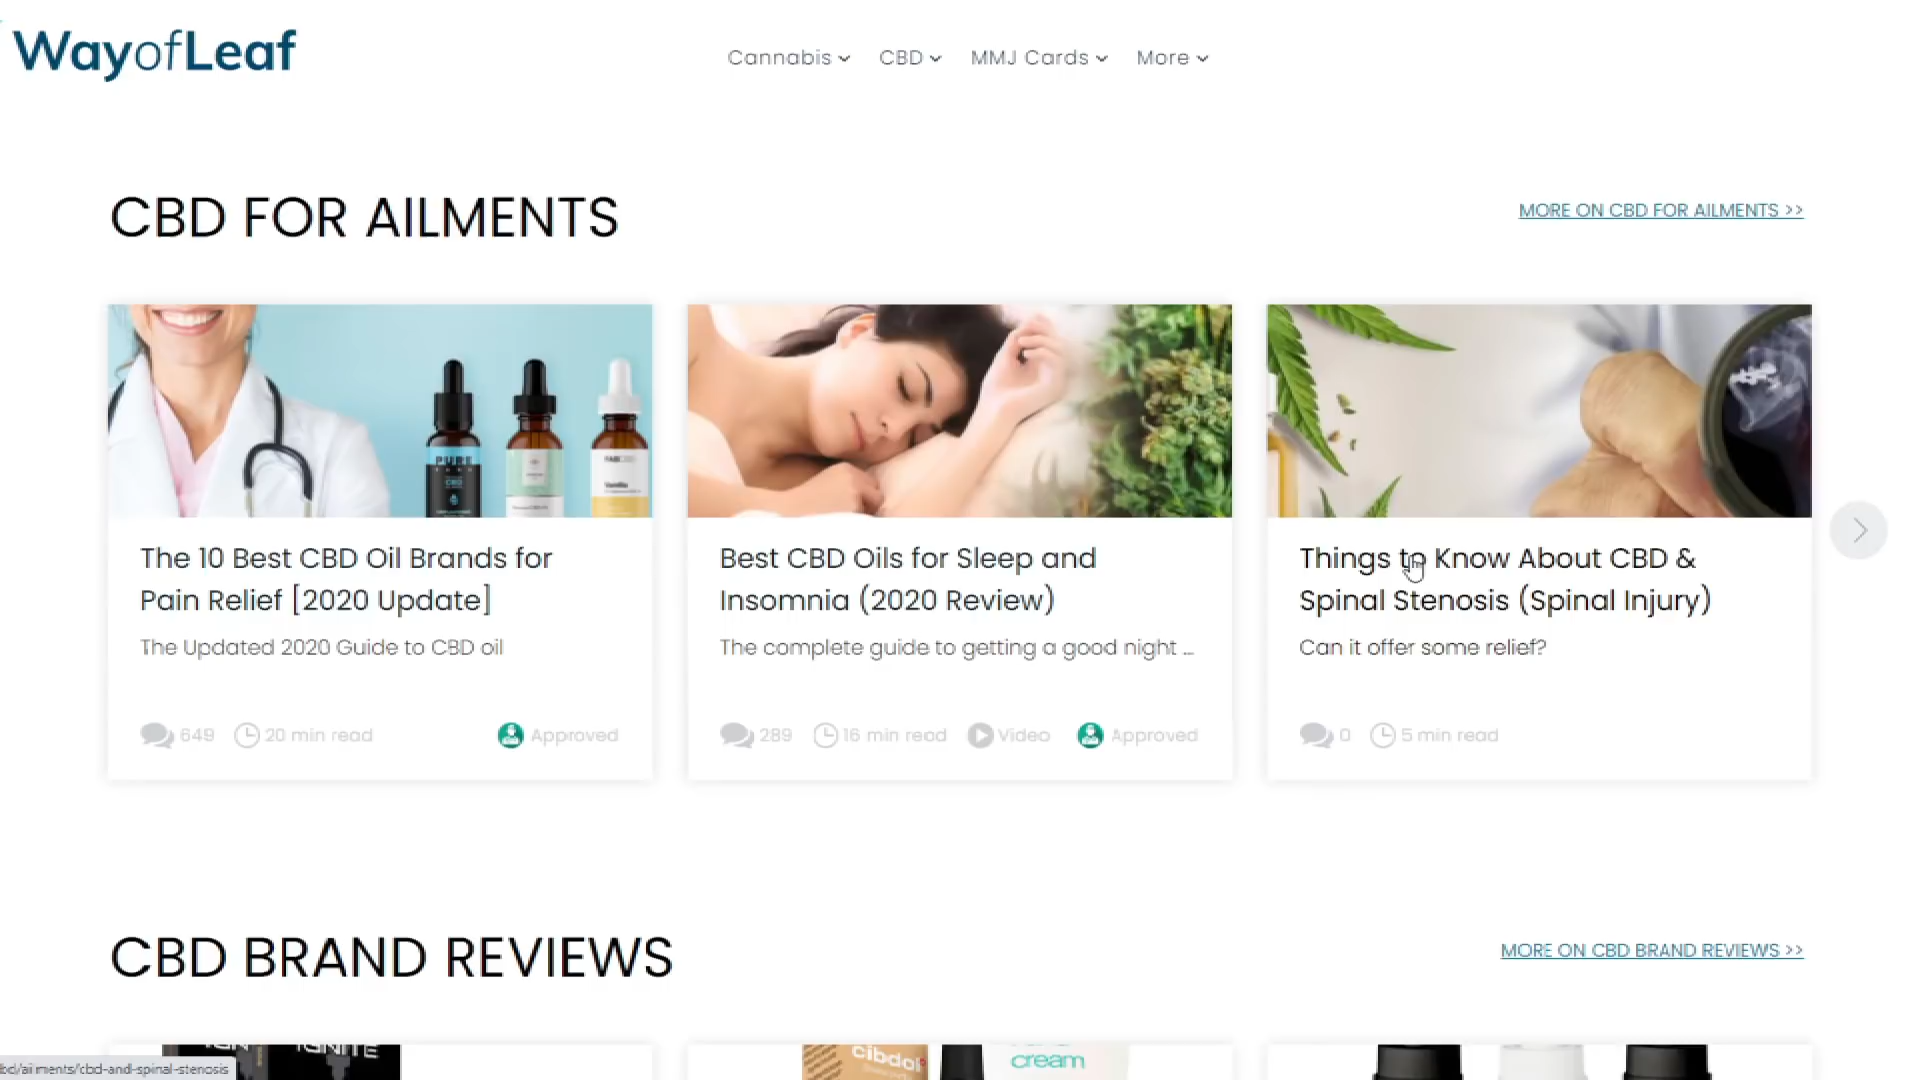 WayofLeaf
Cannabis CBD MMJ Cards More
CBD FOR AILMENTS
MORE ON CBD FOR AILMENTS >>
PURE
CBD
Vanilla
The 10 Best CBD Oil Brands for
Pain Relief [2020 Update]
The Updated 2020 Guide to CBD oil
649 20 min read Approved
Best CBD Oils for Sleep and
Insomnia (2020 Review)
The complete guide to getting a good night ...
289 16 min read Video Approved
Things to Know About CBD &
Spinal Stenosis (Spinal Injury)
Can it offer some relief?
0 5 min read
CBD BRAND REVIEWS
MORE ON CBD BRAND REVIEWS >>
IGNITE
cibdol
cream
bd/ailments/cbd-and-spinal-stenosis